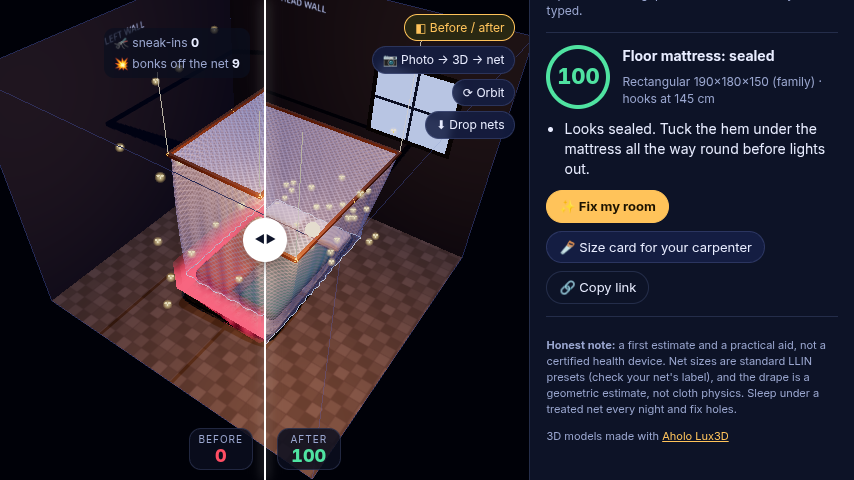 LEFT WALL
HEAD WALL
sneak-ins 0
bonks off the net 9
Before / after
Photo → 3D → net
Orbit
Drop nets
BEFORE
0
AFTER
100
typed.
100
Floor mattress: sealed
Rectangular 190×180×150 (family) ·
hooks at 145 cm
Looks sealed. Tuck the hem under the
mattress all the way round before lights
out.
Fix my room
Size card for your carpenter
Copy link
Honest note: a first estimate and a practical aid, not a
certified health device. Net sizes are standard LLIN
presets (check your net's label), and the drape is a
geometric estimate, not cloth physics. Sleep under a
treated net every night and fix holes.
3D models made with Aholo Lux3D